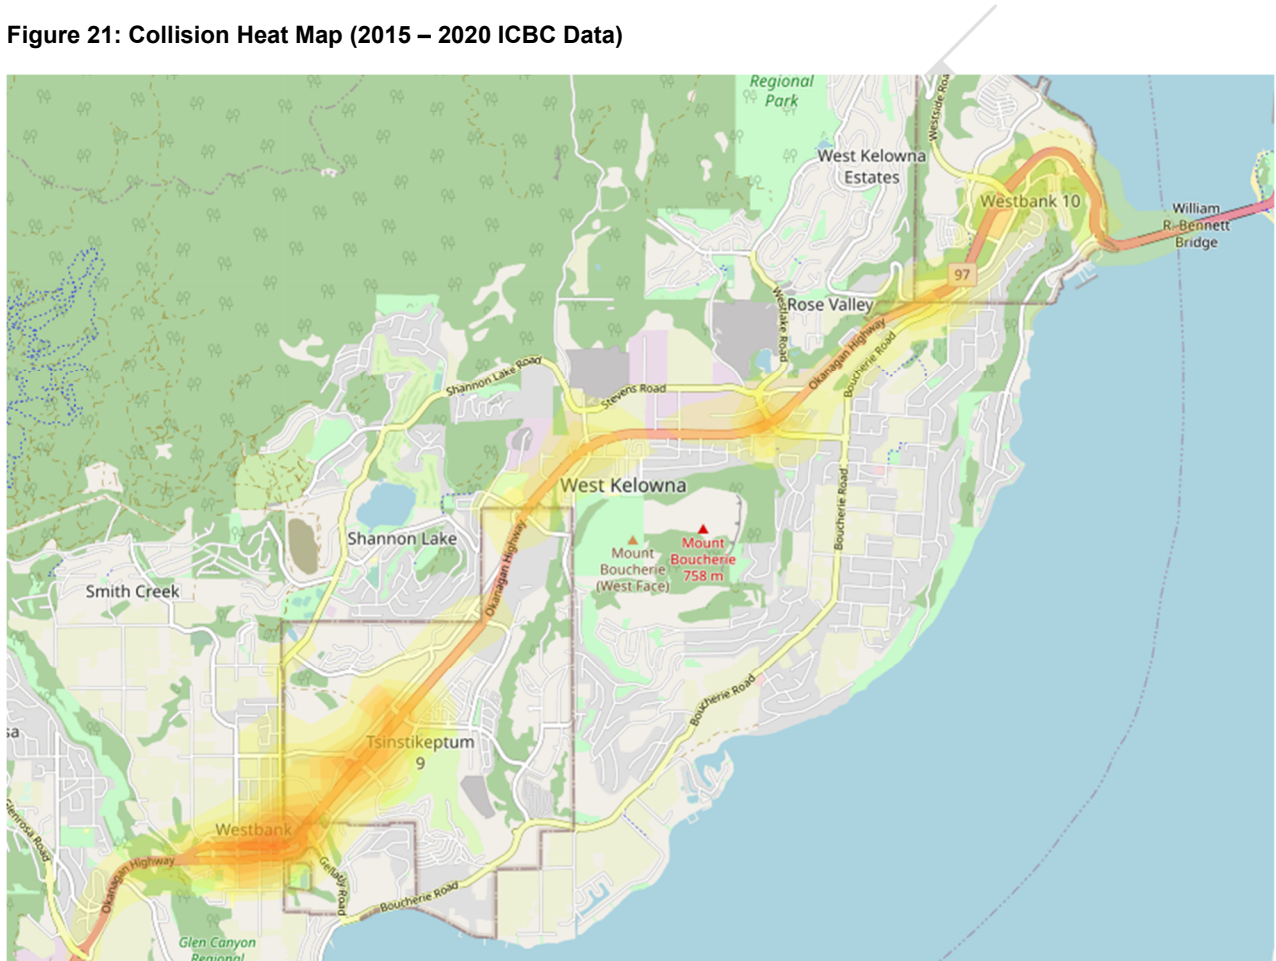 Figure 21: Collision Heat Map (2015 – 2020 ICBC Data)
Regional
Park
Westside Roa
West Kelowna
Estates
Westbank 10
William
R. Bennett
Bridge
97
Rose Valley
Westlake Road
Okanagan Highway
Boucherie Road
Shannon Lake Road
Stevens Road
West Kelowna
Boucherie Road
Shannon Lake
Okanagan Highway
Mount
Boucherie
(West Face)
Mount
Boucherie
758 m
Smith Creek
Boucherie Road
sa
Tsinstikeptum
9
Westbank
Glenrosa Road
Okanagan Highway
Gellatly Road
Boucherie Road
Glen Canyon
Regional